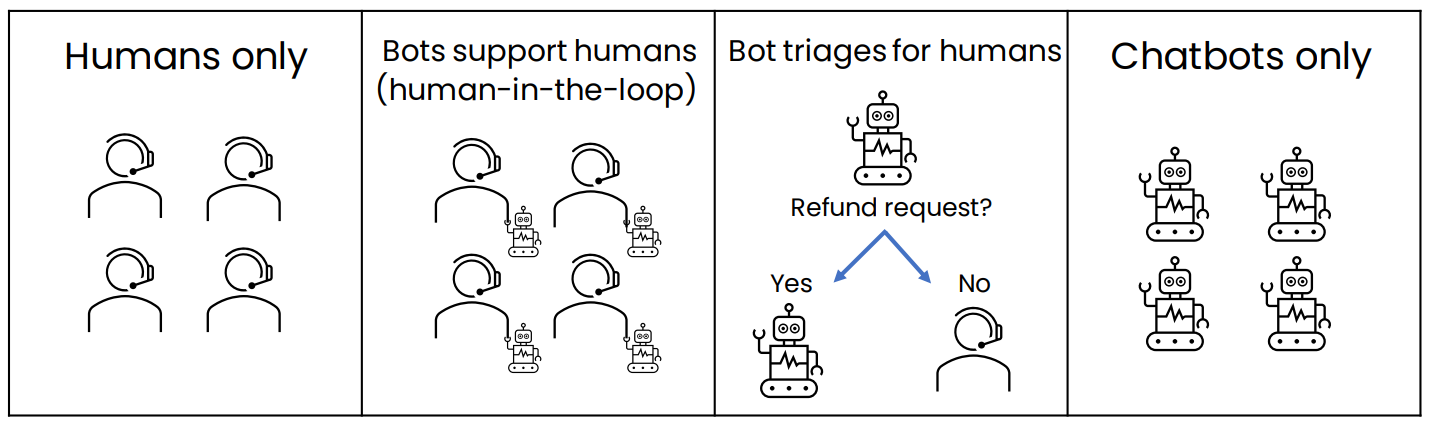 Humans only
Bots support humans
(human-in-the-loop)
Bot triages for humans
Refund request?
Yes
No
Chatbots only